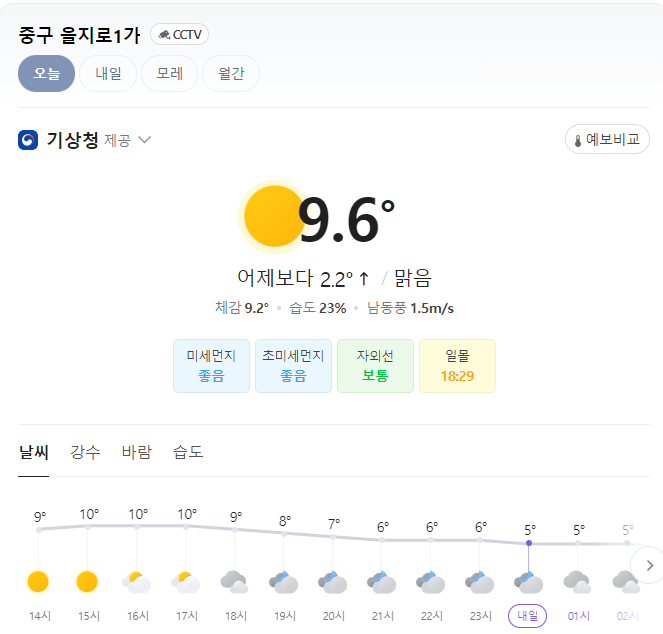 중구 을지로1가 CCTV
오늘 내일 모레 월간
기상청 제공 예보비교
9.6°
어제보다 2.2° ↑ / 맑음
체감 9.2° • 습도 23% • 남동풍 1.5m/s
미세먼지 초미세먼지 자외선 일몰
좋음 좋음 보통 18:29
날씨 강수 바람 습도
9° 10° 10° 10° 9° 8° 7° 6° 6° 6° 5° 5° 5°
14시 15시 16시 17시 18시 19시 20시 21시 22시 23시 내일 01시 02시